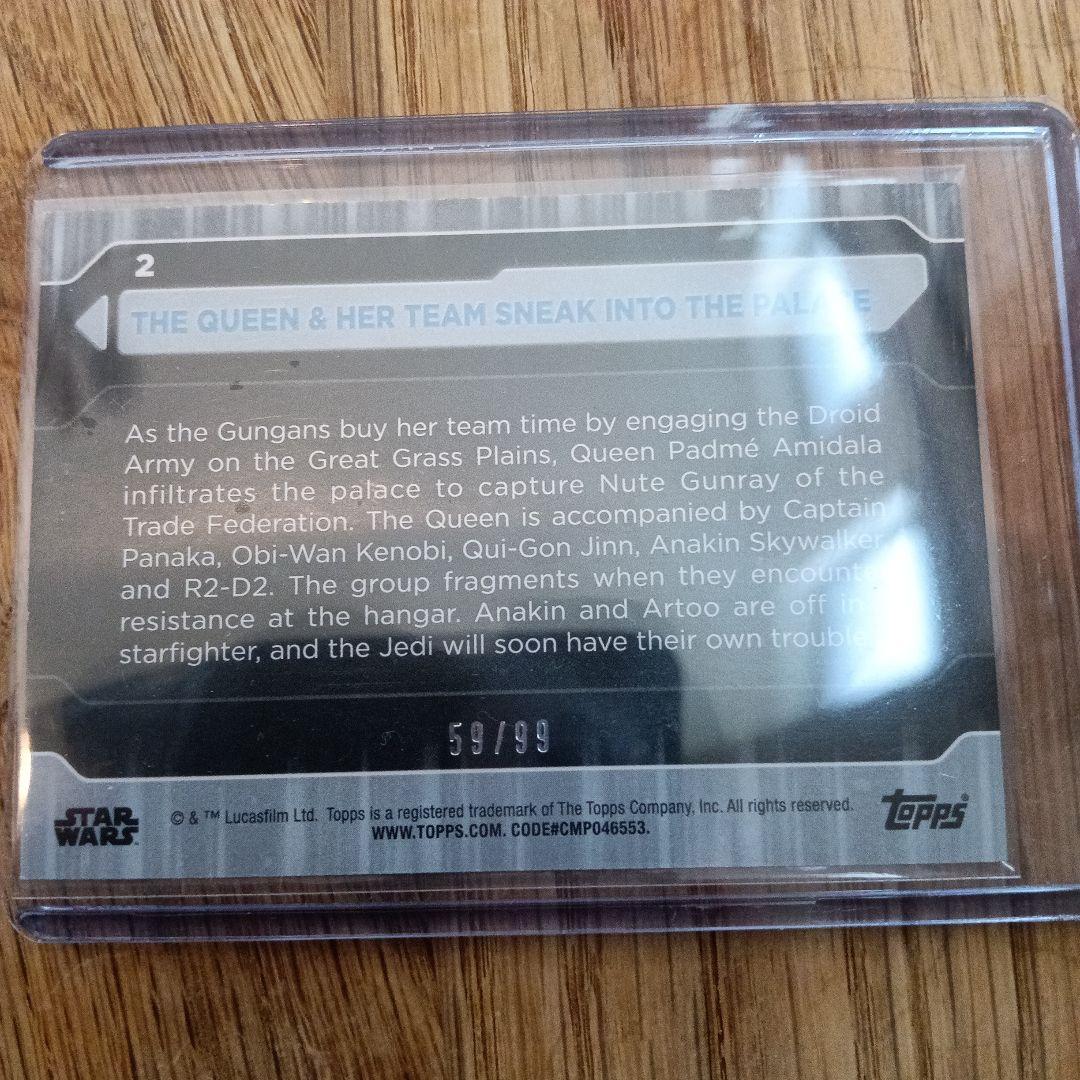 2
THE QUEEN & HER TEAM SNEAK INTO THE PALACE
As the Gungans buy her team time by engaging the Droid
Army on the Great Grass Plains, Queen Padmé Amidala
infiltrates the palace to capture Nute Gunray of the
Trade Federation. The Queen is accompanied by Captain
Panaka, Obi-Wan Kenobi, Qui-Gon Jinn, Anakin Skywalker,
and R2-D2. The group fragments when they encounter
resistance at the hangar. Anakin and Artoo are off in
starfighter, and the Jedi will soon have their own trouble
59/99
STAR
WARS
© & ™ Lucasfilm Ltd. Topps is a registered trademark of The Topps Company, Inc. All rights reserved.
WWW.TOPPS.COM. CODE#CMP046553.
topps®